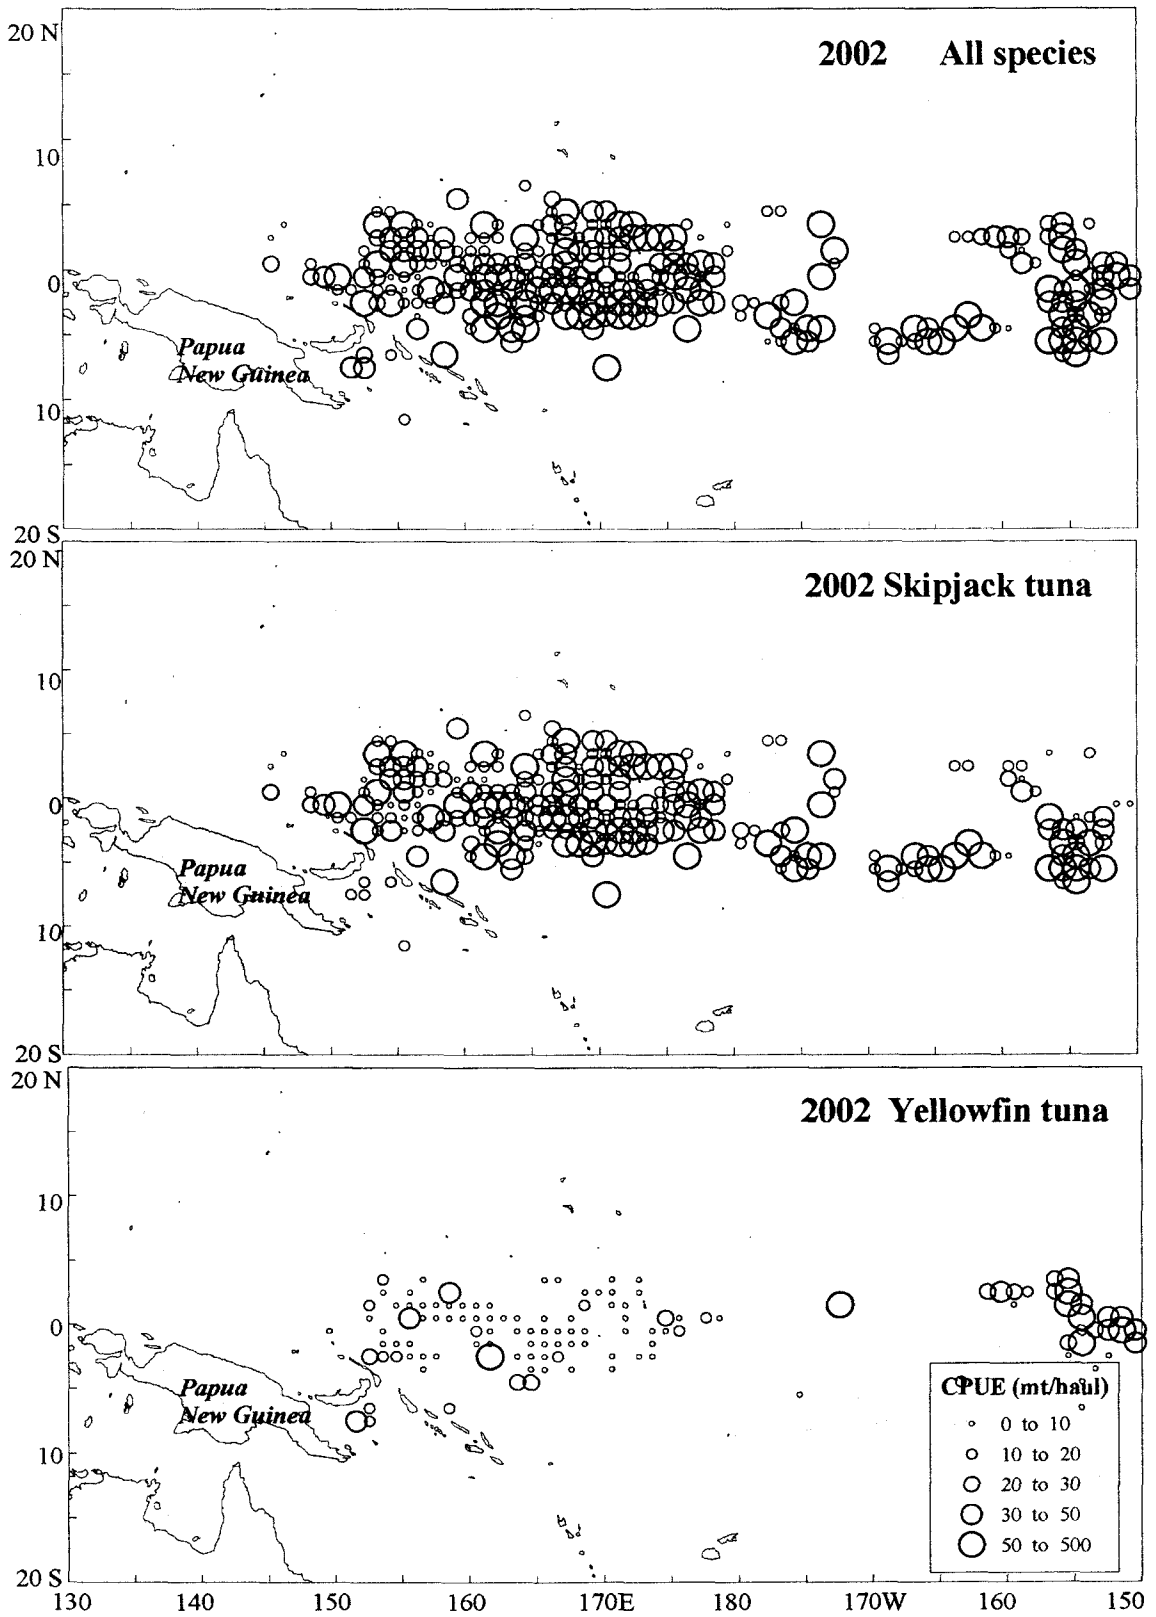 20 N
2002 All species
10
0
Papua
New Guinea
10
20 S
20 N
2002 Skipjack tuna
10
0
Papua
New Guinea
10
20 S
20 N
2002 Yellowfin tuna
10
0
Papua
New Guinea
10
20 S
CPUE (mt/haul)
0 to 10
10 to 20
20 to 30
30 to 50
50 to 500
130 140 150 160 170E 180 170W 160 150